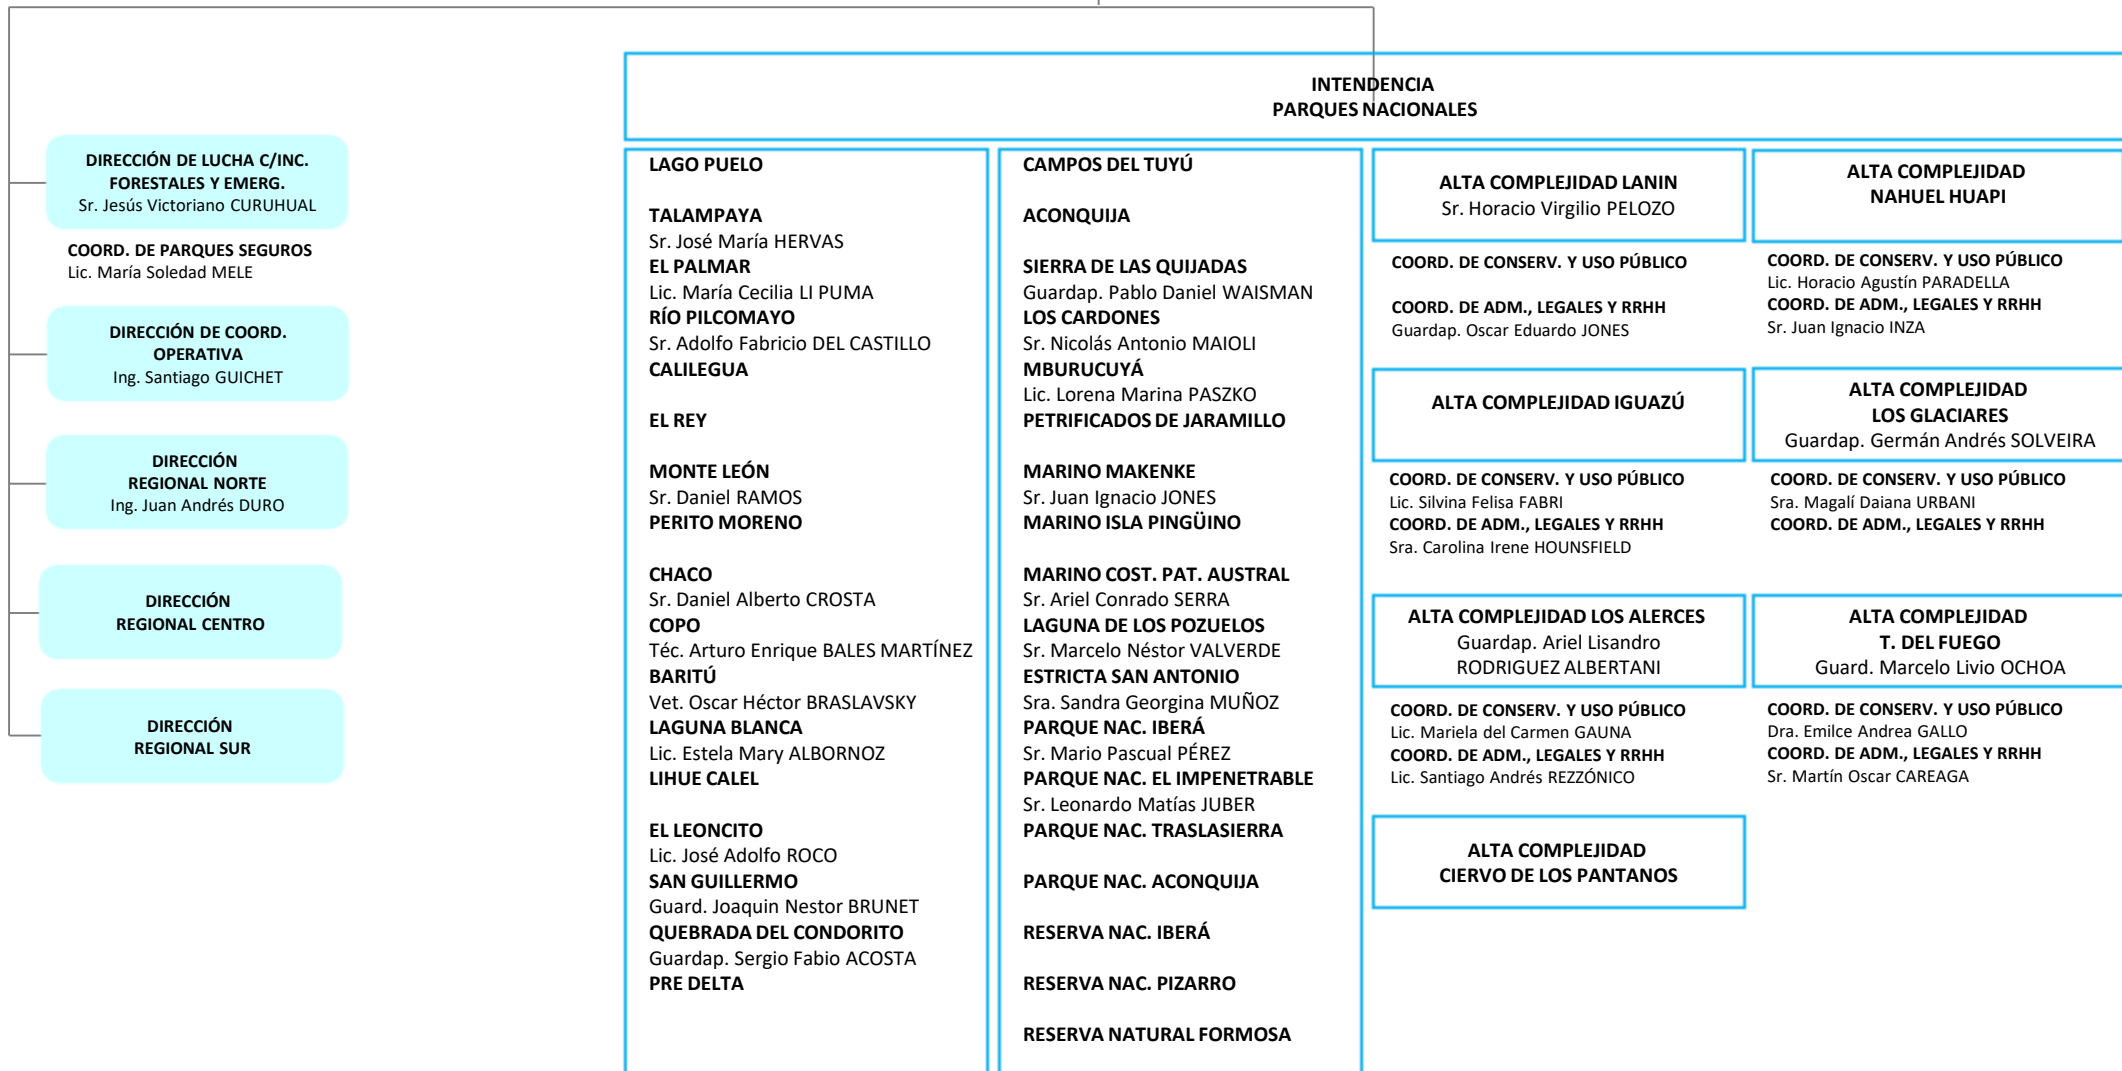 INTENDENCIA
PARQUES NACIONALES
DIRECCIÓN DE LUCHA C/INC.
FORESTALES Y EMERG.
Sr. Jesús Victoriano CURUHUAL
COORD. DE PARQUES SEGUROS
Lic. María Soledad MELE
DIRECCIÓN DE COORD.
OPERATIVA
Ing. Santiago GUICHET
DIRECCIÓN
REGIONAL NORTE
Ing. Juan Andrés DURO
DIRECCIÓN
REGIONAL CENTRO
DIRECCIÓN
REGIONAL SUR
LAGO PUELO
TALAMPAYA
Sr. José María HERVAS
EL PALMAR
Lic. María Cecilia LI PUMA
RÍO PILCOMAYO
Sr. Adolfo Fabricio DEL CASTILLO
CALILEGUA
EL REY
MONTE LEÓN
Sr. Daniel RAMOS
PERITO MORENO
CHACO
Sr. Daniel Alberto CROSTA
COPO
Téc. Arturo Enrique BALES MARTÍNEZ
BARITÚ
Vet. Oscar Héctor BRASLAVSKY
LAGUNA BLANCA
Lic. Estela Mary ALBORNOZ
LIHUE CALEL
EL LEONCITO
Lic. José Adolfo ROCO
SAN GUILLERMO
Guard. Joaquin Nestor BRUNET
QUEBRADA DEL CONDORITO
Guardap. Sergio Fabio ACOSTA
PRE DELTA
CAMPOS DEL TUYÚ
ACONQUIJA
SIERRA DE LAS QUIJADAS
Guardap. Pablo Daniel WAISMAN
LOS CARDONES
Sr. Nicolás Antonio MAIOLI
MBURUCUYÁ
Lic. Lorena Marina PASZKO
PETRIFICADOS DE JARAMILLO
MARINO MAKENKE
Sr. Juan Ignacio JONES
MARINO ISLA PINGÜINO
MARINO COST. PAT. AUSTRAL
Sr. Ariel Conrado SERRA
LAGUNA DE LOS POZUELOS
Sr. Marcelo Néstor VALVERDE
ESTRICTA SAN ANTONIO
Sra. Sandra Georgina MUÑOZ
PARQUE NAC. IBERÁ
Sr. Mario Pascual PÉREZ
PARQUE NAC. EL IMPENETRABLE
Sr. Leonardo Matías JUBER
PARQUE NAC. TRASLASIERRA
PARQUE NAC. ACONQUIJA
RESERVA NAC. IBERÁ
RESERVA NAC. PIZARRO
RESERVA NATURAL FORMOSA
ALTA COMPLEJIDAD LANIN
Sr. Horacio Virgilio PELOZO
COORD. DE CONSERV. Y USO PÚBLICO
COORD. DE ADM., LEGALES Y RRHH
Guardap. Oscar Eduardo JONES
ALTA COMPLEJIDAD IGUAZÚ
COORD. DE CONSERV. Y USO PÚBLICO
Lic. Silvina Felisa FABRI
COORD. DE ADM., LEGALES Y RRHH
Sra. Carolina Irene HOUNSFIELD
ALTA COMPLEJIDAD LOS ALERCES
Guardap. Ariel Lisandro
RODRIGUEZ ALBERTANI
COORD. DE CONSERV. Y USO PÚBLICO
Lic. Mariela del Carmen GAUNA
COORD. DE ADM., LEGALES Y RRHH
Lic. Santiago Andrés REZZÓNICO
ALTA COMPLEJIDAD
CIERVO DE LOS PANTANOS
ALTA COMPLEJIDAD
NAHUEL HUAPI
COORD. DE CONSERV. Y USO PÚBLICO
Lic. Horacio Agustín PARADELLA
COORD. DE ADM., LEGALES Y RRHH
Sr. Juan Ignacio INZA
ALTA COMPLEJIDAD
LOS GLACIARES
Guardap. Germán Andrés SOLVEIRA
COORD. DE CONSERV. Y USO PÚBLICO
Sra. Magalí Daiana URBANI
COORD. DE ADM., LEGALES Y RRHH
ALTA COMPLEJIDAD
T. DEL FUEGO
Guard. Marcelo Livio OCHOA
COORD. DE CONSERV. Y USO PÚBLICO
Dra. Emilce Andrea GALLO
COORD. DE ADM., LEGALES Y RRHH
Sr. Martín Oscar CAREAGA